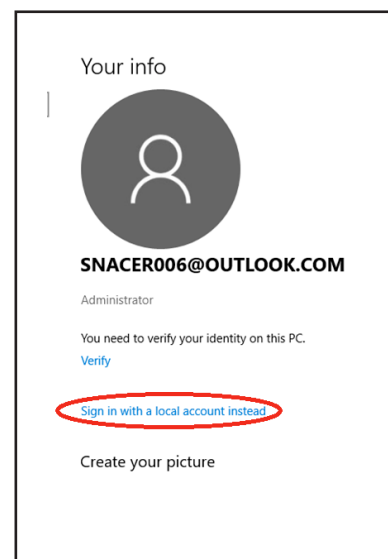 Your info
SNACER006@OUTLOOK.COM
Administrator
You need to verify your identity on this PC.
Verify
Sign in with a local account instead
Create your picture